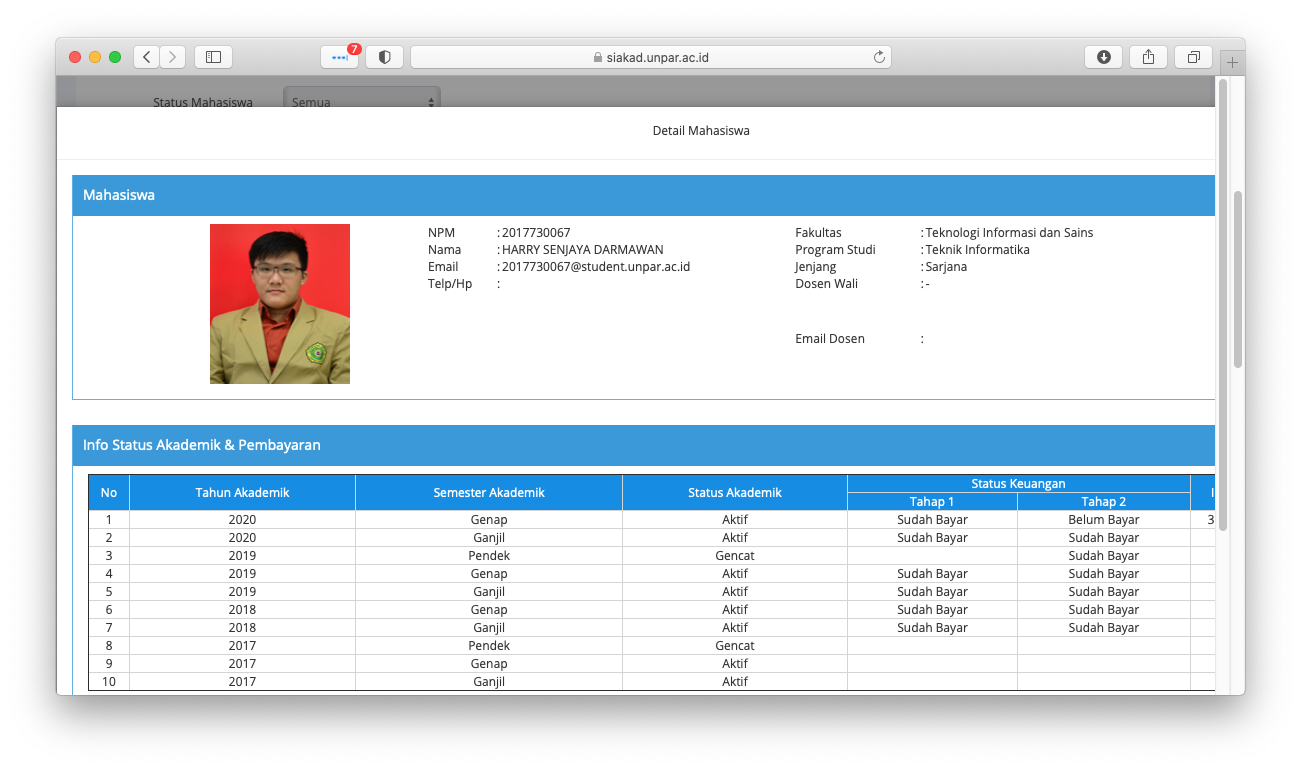 7
siakad.unpar.ac.id
Status Mahasiswa Semua
Detail Mahasiswa
Mahasiswa
NPM : 2017730067
Nama : HARRY SENJAYA DARMAWAN
Email : 2017730067@student.unpar.ac.id
Telp/Hp :
Fakultas : Teknologi Informasi dan Sains
Program Studi : Teknik Informatika
Jenjang : Sarjana
Dosen Wali : -
Email Dosen :
Info Status Akademik & Pembayaran
No Tahun Akademik Semester Akademik Status Akademik Status Keuangan
Tahap 1 Tahap 2
1 2020 Genap Aktif Sudah Bayar Belum Bayar 3
2 2020 Ganjil Aktif Sudah Bayar Sudah Bayar
3 2019 Pendek Gencat Sudah Bayar
4 2019 Genap Aktif Sudah Bayar Sudah Bayar
5 2019 Ganjil Aktif Sudah Bayar Sudah Bayar
6 2018 Genap Aktif Sudah Bayar Sudah Bayar
7 2018 Ganjil Aktif Sudah Bayar Sudah Bayar
8 2017 Pendek Gencat
9 2017 Genap Aktif
10 2017 Ganjil Aktif